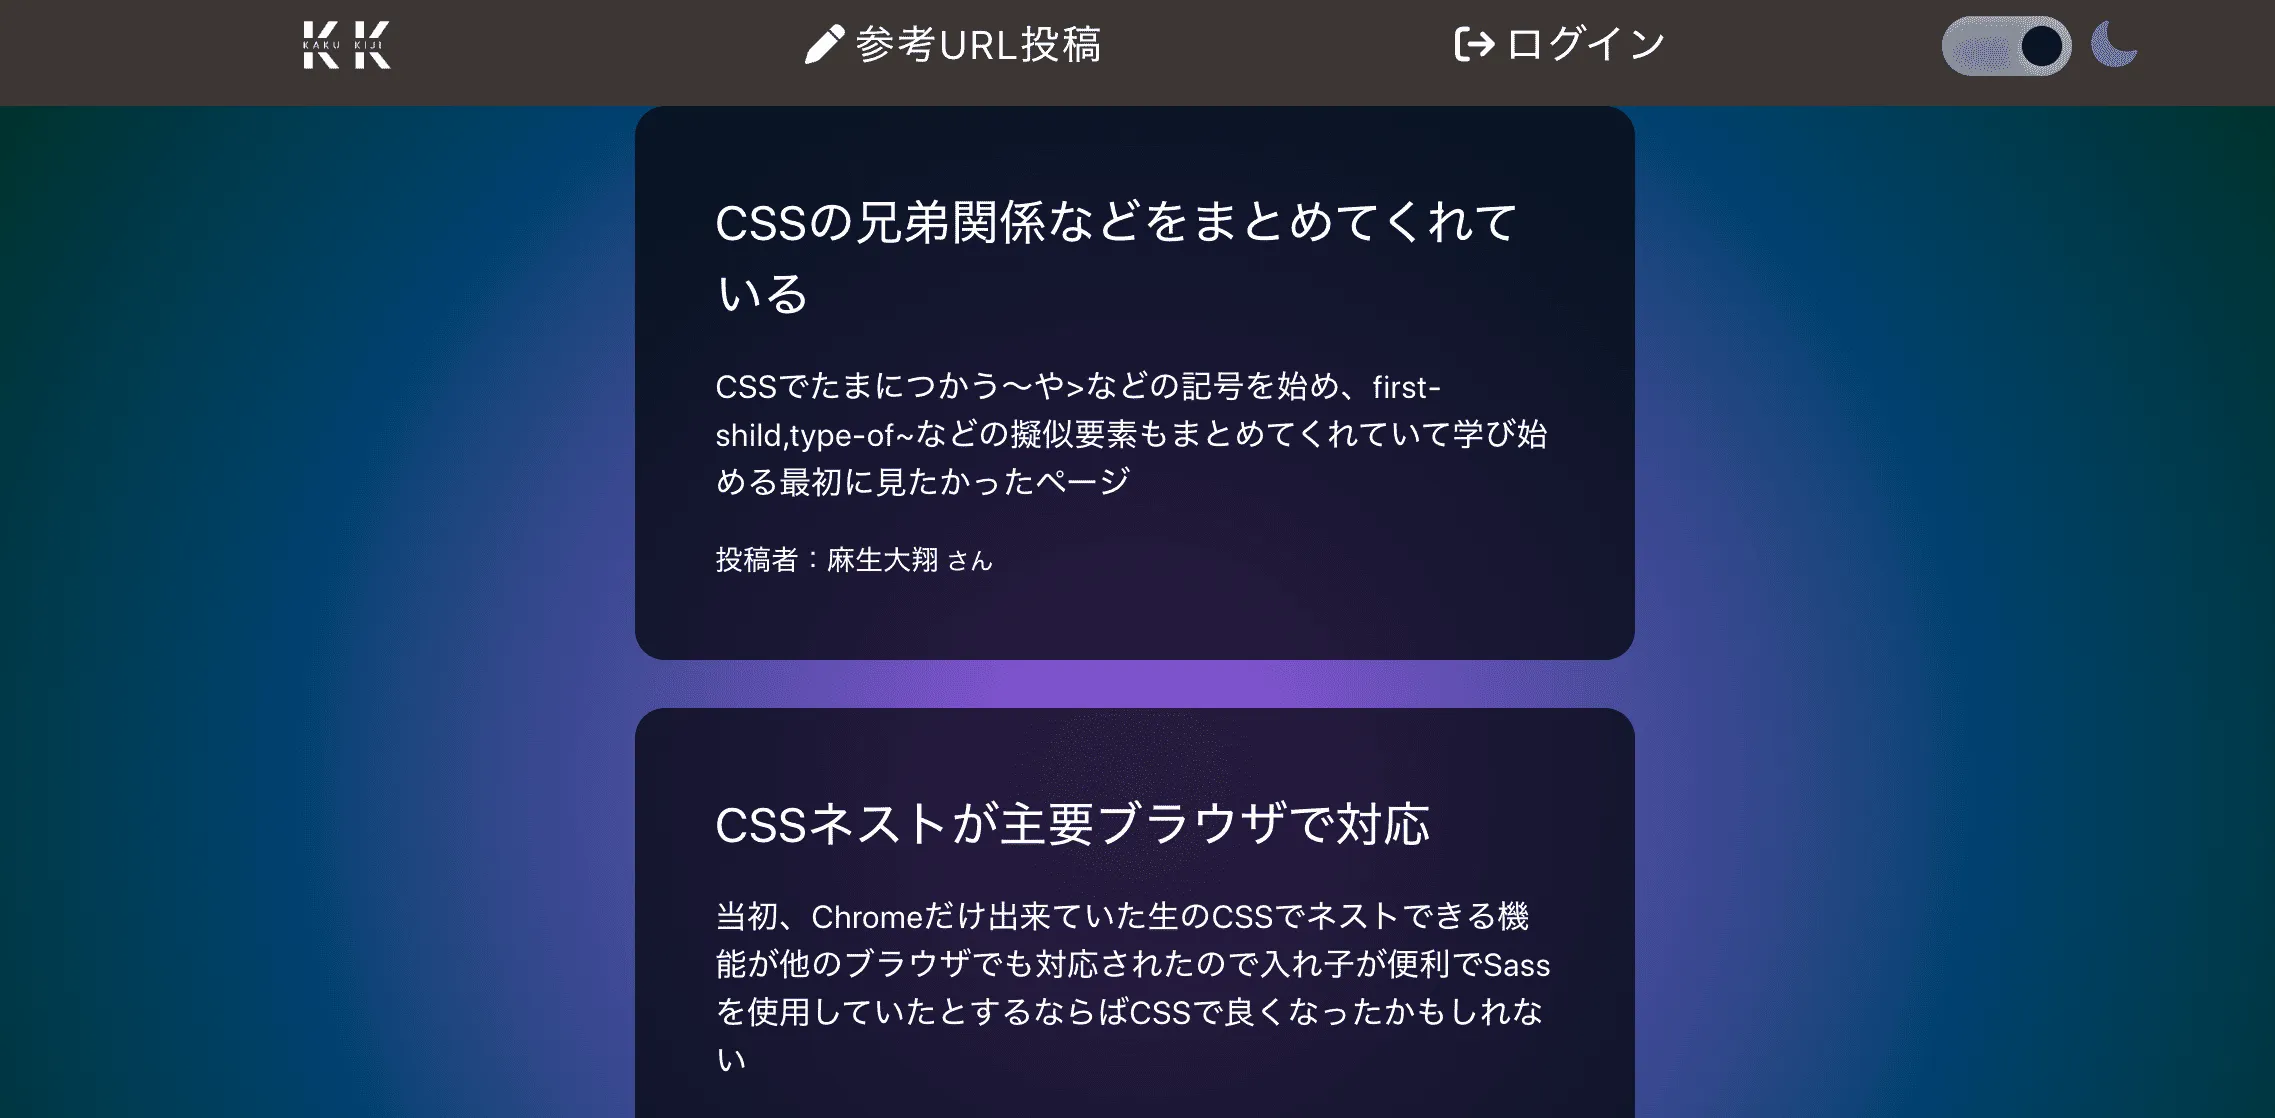 KK
KAKU KIJI
参考URL投稿
ログイン
CSSの兄弟関係などをまとめてくれて
いる
CSSでたまにつかう〜や>などの記号を始め、first-
shild,type-of~などの擬似要素もまとめてくれていて学び始
める最初に見たかったページ
投稿者：麻生大翔 さん
CSSネストが主要ブラウザで対応
当初、Chromeだけ出来ていた生のCSSでネストできる機
能が他のブラウザでも対応されたので入れ子が便利でSass
を使用していたとするならばCSSで良くなったかもしれな
い